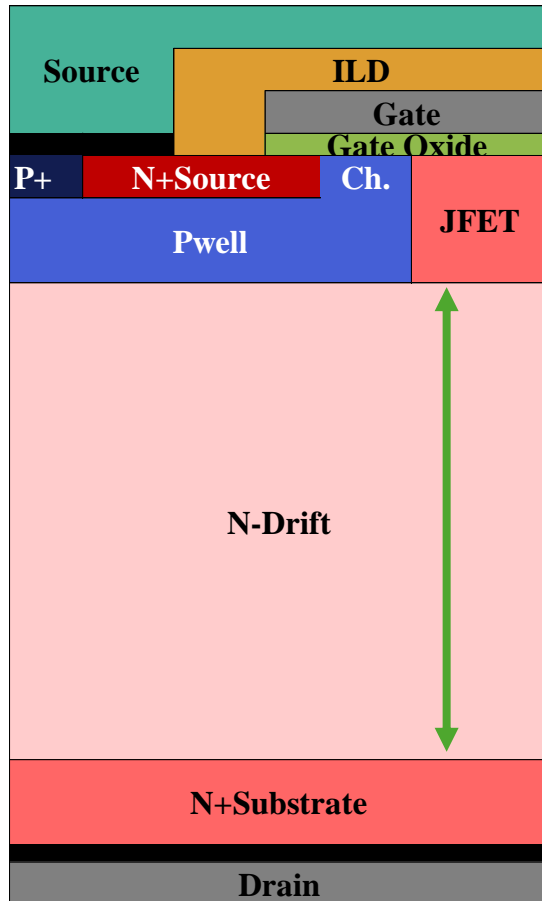 Source
ILD
Gate
Gate Oxide
P+
N+Source
Ch.
Pwell
JFET
N-Drift
N+Substrate
Drain